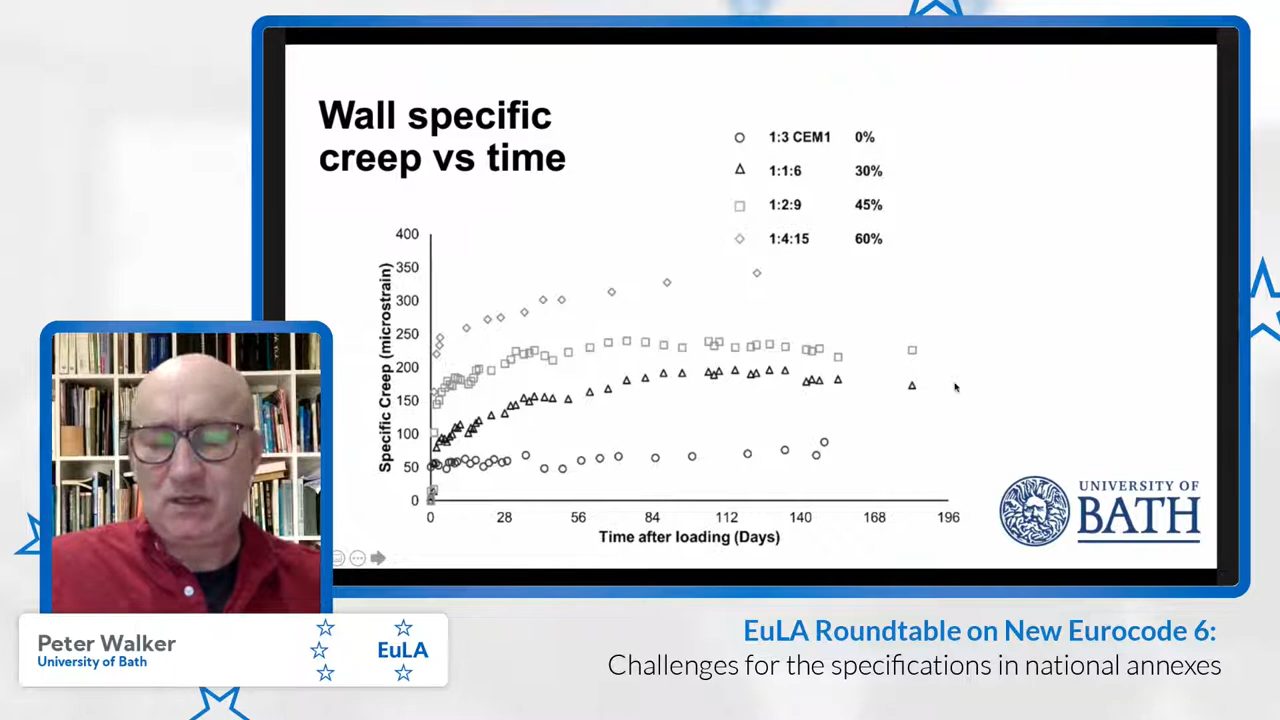 Wall specific
creep vs time
1:3 CEM1 0%
1:1:6 30%
1:2:9 45%
1:4:15 60%
400
350
300
250
200
150
100
50
0
Specific Creep (microstrain)
0 28 56 84 112 140 168 196
Time after loading (Days)
UNIVERSITY OF
BATH
Peter Walker
University of Bath
EuLA
EuLA Roundtable on New Eurocode 6:
Challenges for the specifications in national annexes